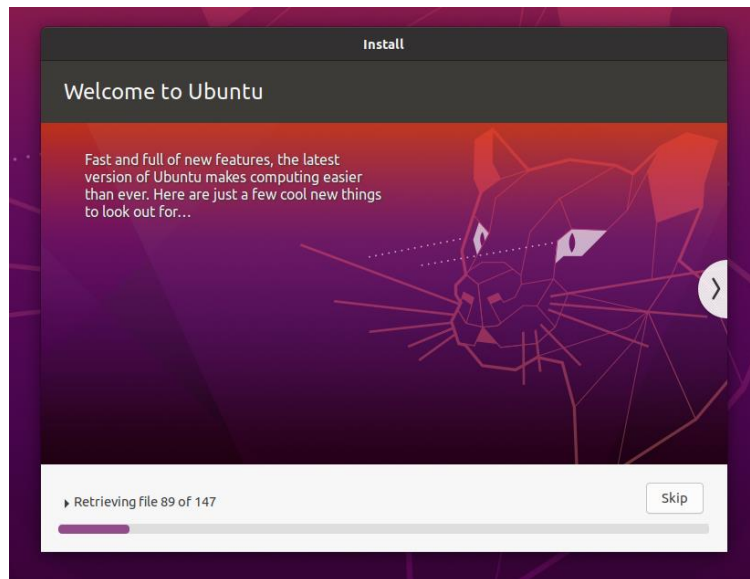 Install
Welcome to Ubuntu
Fast and full of new features, the latest
version of Ubuntu makes computing easier
than ever. Here are just a few cool new things
to look out for…
Retrieving file 89 of 147
Skip